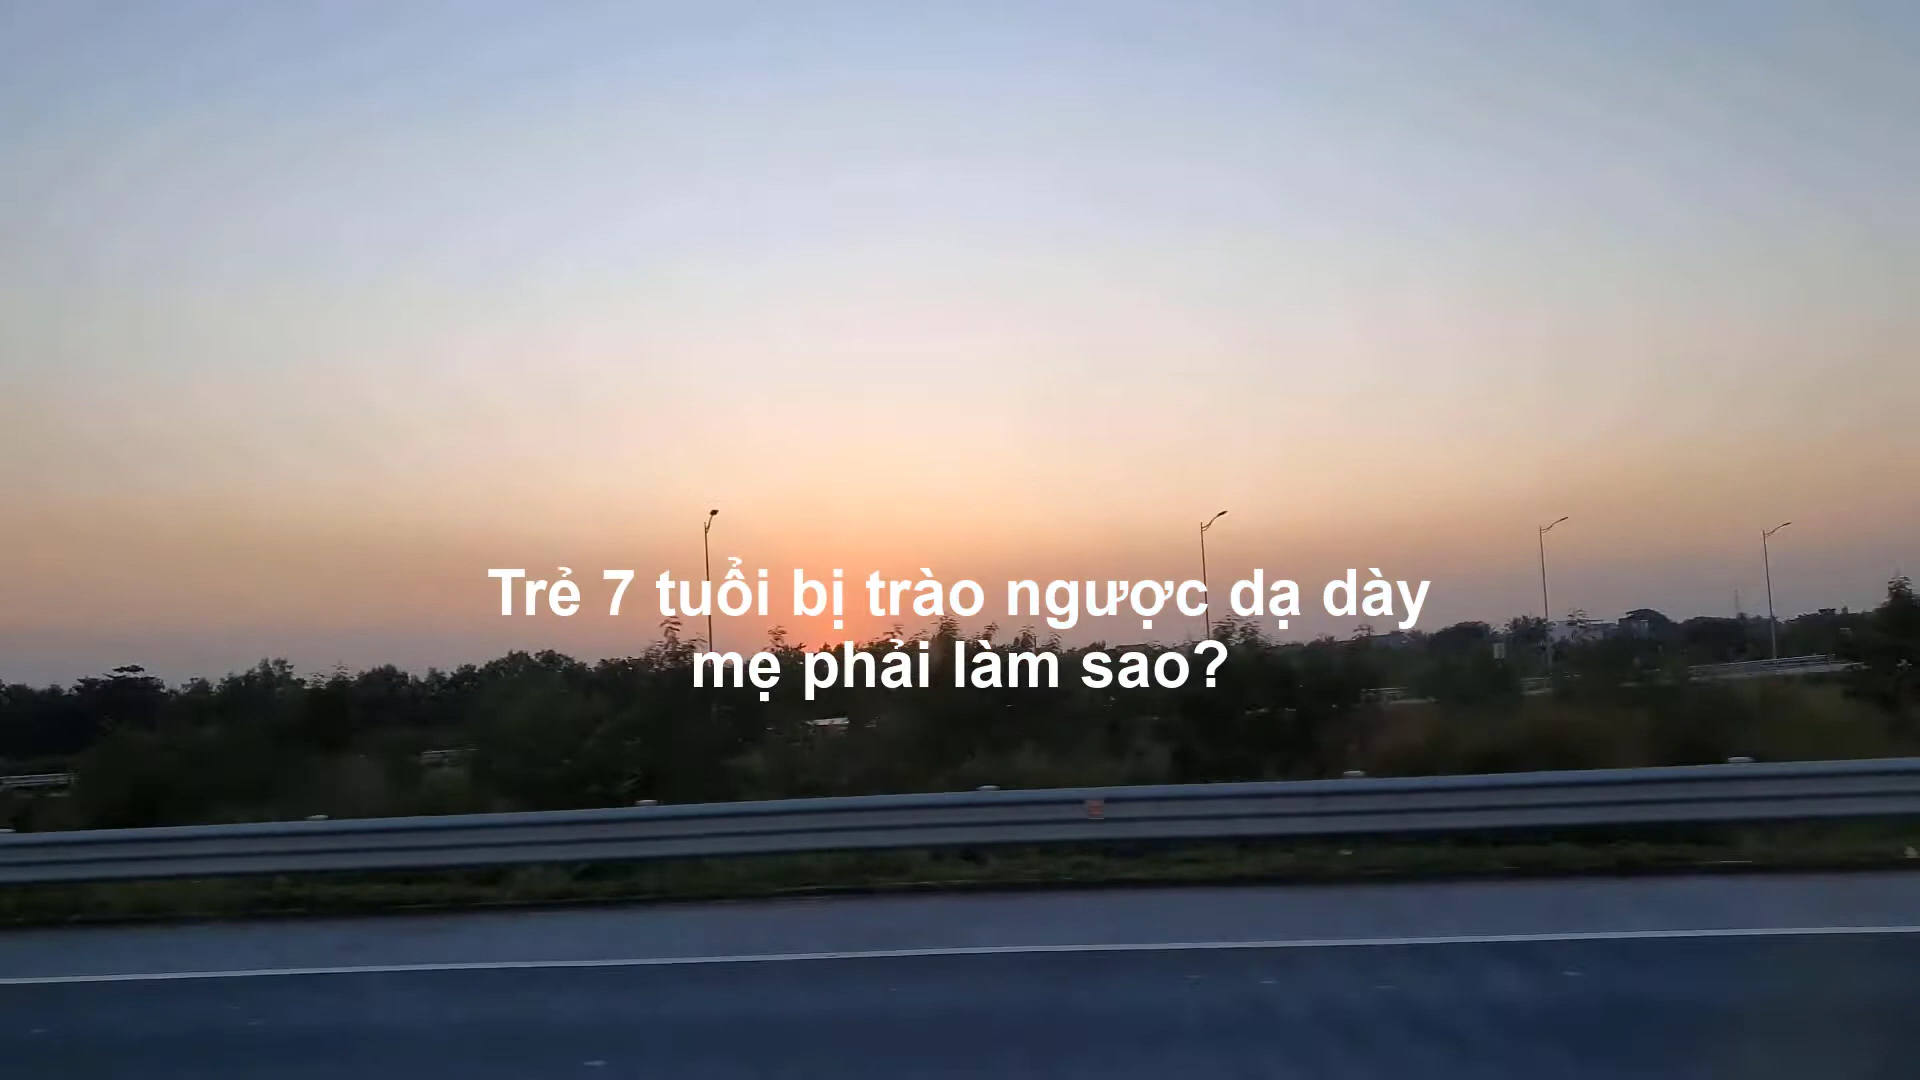 Trẻ 7 tuổi bị trào ngược dạ dày
mẹ phải làm sao?